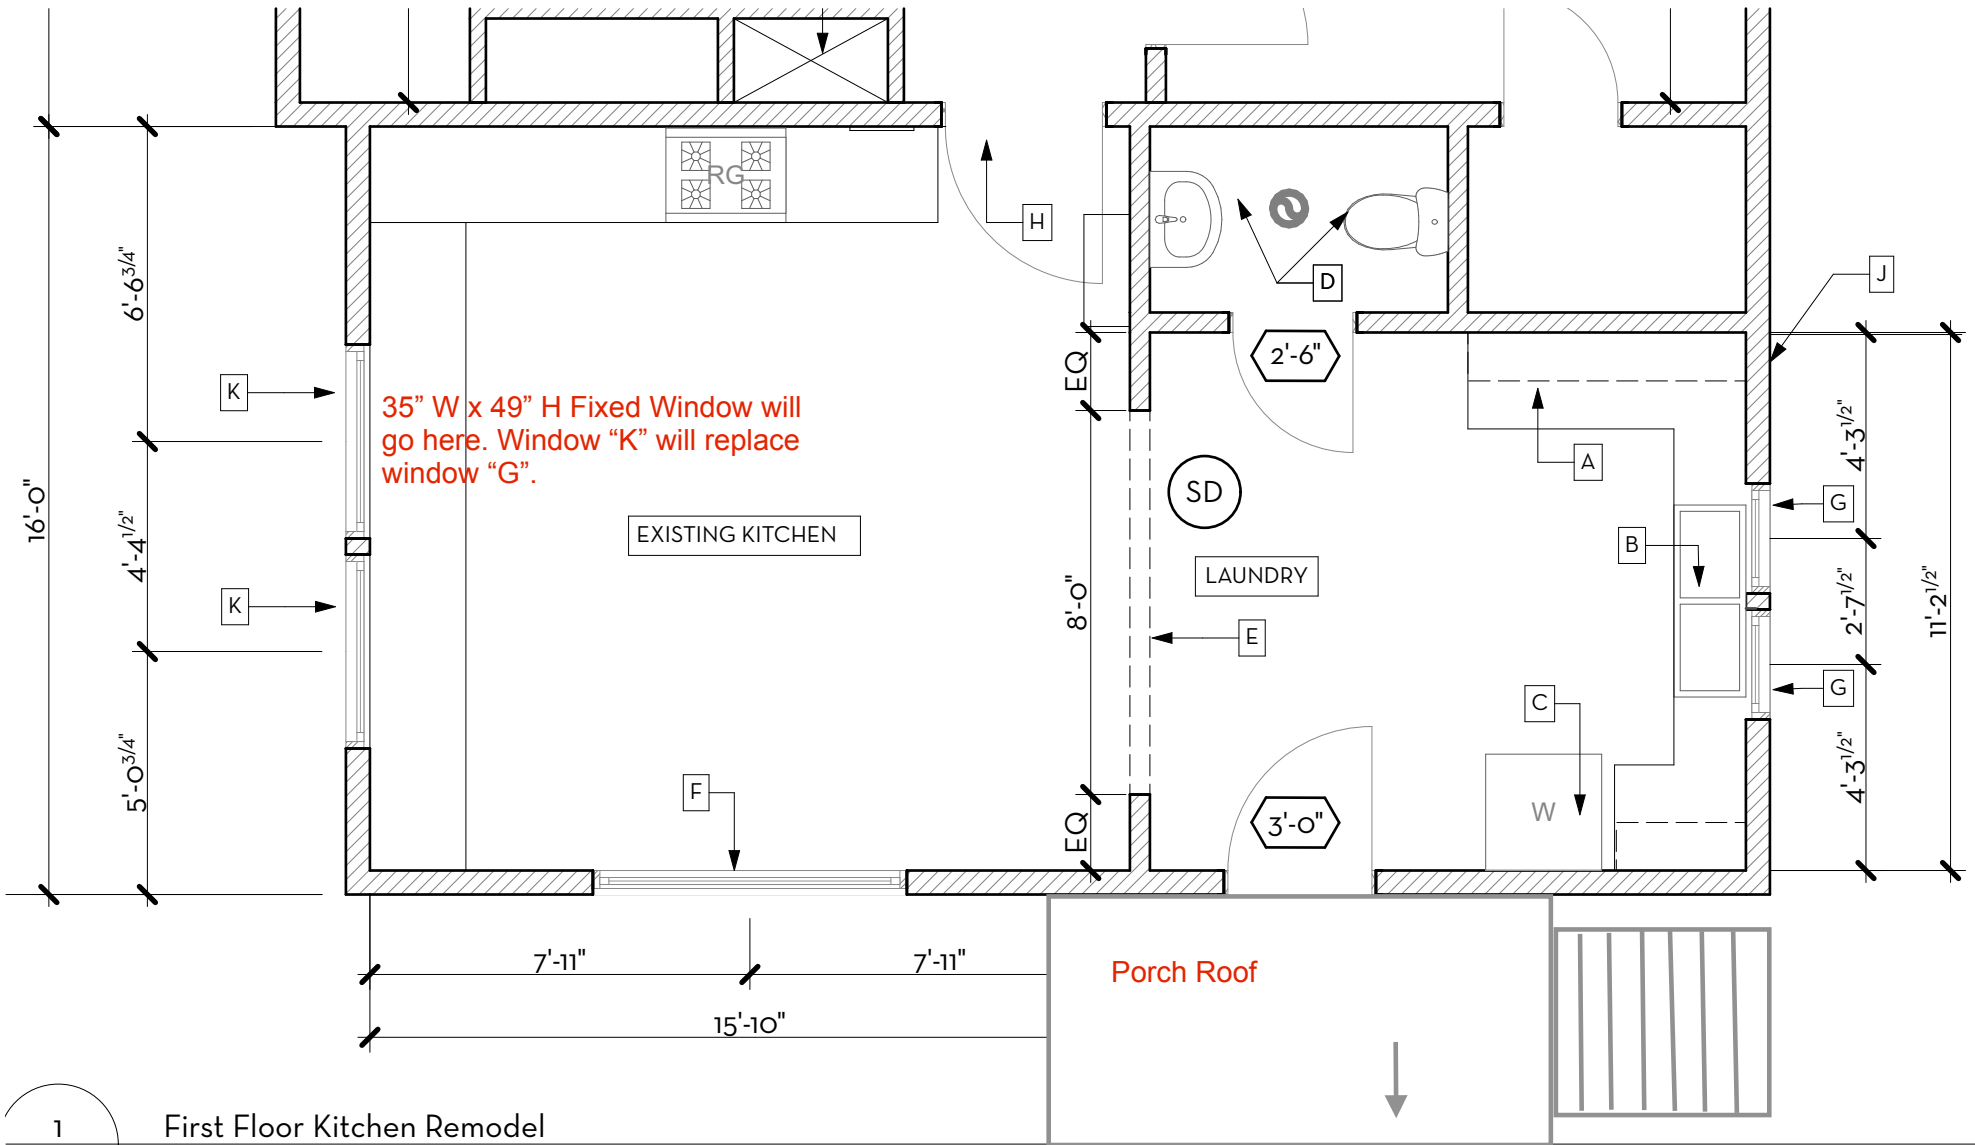 RG
H
D
J
6'-6 3/4"
2'-6"
EQ
K
35” W x 49” H Fixed Window will
go here. Window “K” will replace
window “G”.
4'-3 1/2"
A
SD
G
16'-0"
4'-4 1/2"
EXISTING KITCHEN
B
LAUNDRY
8'-0"
2'-7 1/2"
11'-2 1/2"
K
E
G
C
5'-0 3/4"
F
4'-3 1/2"
EQ
3'-0"
W
7'-11"
7'-11"
Porch Roof
15'-10"
1
First Floor Kitchen Remodel